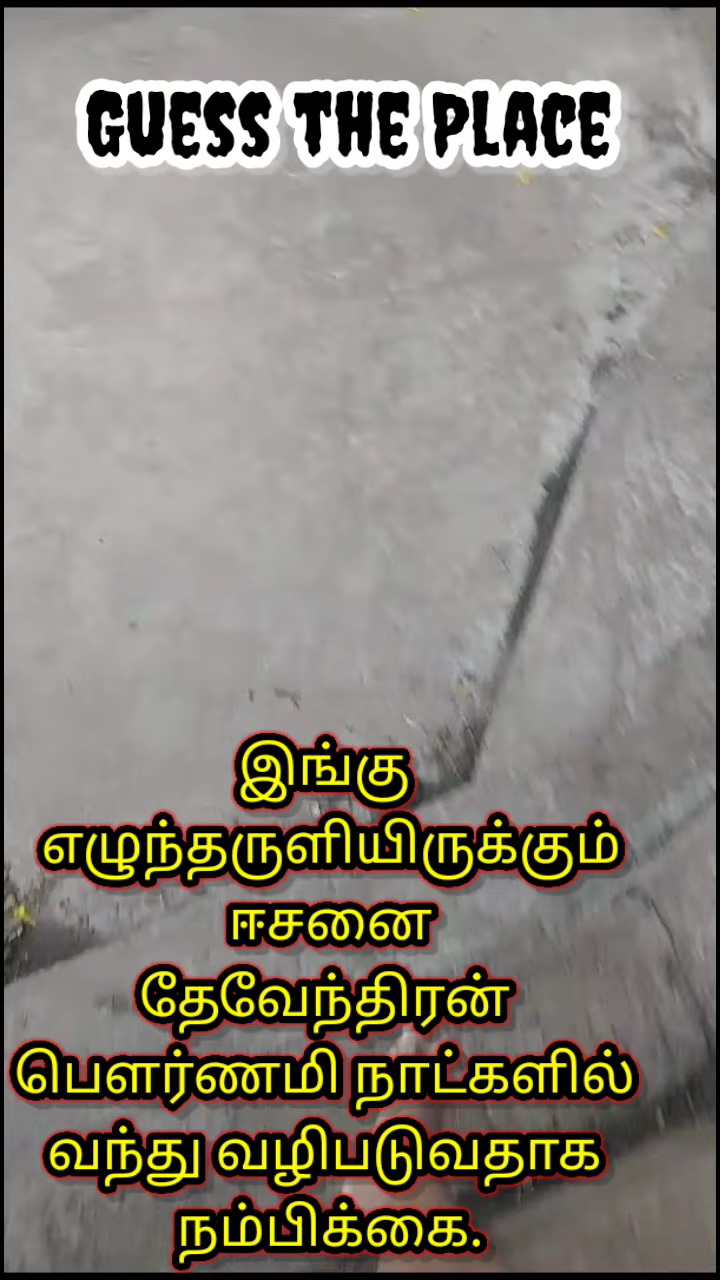 GUESS THE PLACE
இங்கு
எழுந்தருளியிருக்கும்
ஈசனை
தேவேந்திரன்
பௌர்ணமி நாட்களில்
வந்து வழிபடுவதாக
நம்பிக்கை.